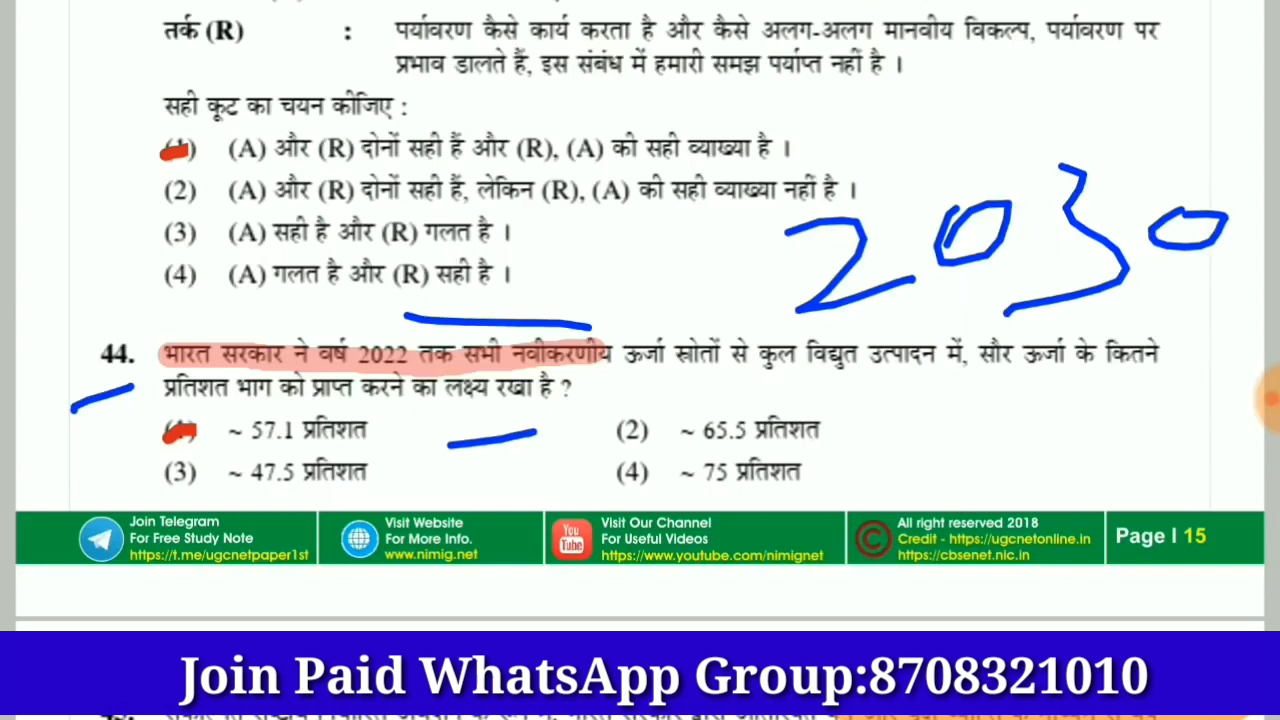 तर्क (R) : पर्यावरण कैसे कार्य करता है और कैसे अलग-अलग मानवीय विकल्प, पर्यावरण पर
प्रभाव डालते हैं, इस संबंध में हमारी समझ पर्याप्त नहीं है ।
सही कूट का चयन कीजिए :
(1) (A) और (R) दोनों सही हैं और (R), (A) की सही व्याख्या है ।
(2) (A) और (R) दोनों सही हैं, लेकिन (R), (A) की सही व्याख्या नहीं है ।
(3) (A) सही है और (R) गलत है ।
(4) (A) गलत है और (R) सही है ।
2030
44. भारत सरकार ने वर्ष 2022 तक सभी नवीकरणीय ऊर्जा स्रोतों से कुल विद्युत उत्पादन में, सौर ऊर्जा के कितने
प्रतिशत भाग को प्राप्त करने का लक्ष्य रखा है ?
(1) ~ 57.1 प्रतिशत (2) ~ 65.5 प्रतिशत
(3) ~ 47.5 प्रतिशत (4) ~ 75 प्रतिशत
Join Telegram
For Free Study Note
https://t.me/ugcnetpaper1st
Visit Website
For More Info.
www.nimig.net
You
Tube
Visit Our Channel
For Useful Videos
https://www.youtube.com/nimignet
©
All right reserved 2018
Credit - https://ugcnetonline.in
https://cbsenet.nic.in
Page I 15
Join Paid WhatsApp Group:8708321010